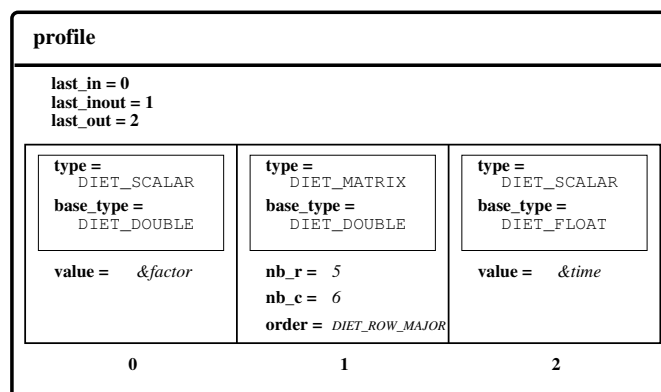 profile
last_in = 0
last_inout = 1
last_out = 2
type =
DIET_SCALAR
base_type =
DIET_DOUBLE
value = &factor
type =
DIET_MATRIX
base_type =
DIET_DOUBLE
nb_r = 5
nb_c = 6
order = DIET_ROW_MAJOR
type =
DIET_SCALAR
base_type =
DIET_FLOAT
value = &time
0
1
2